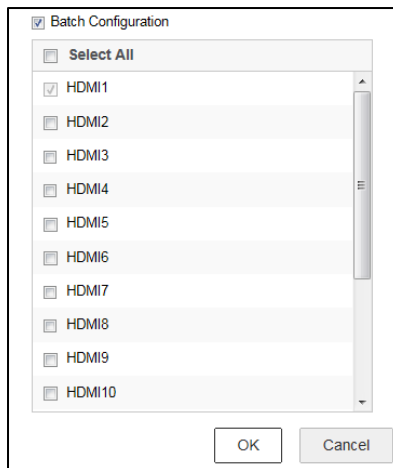 Batch Configuration
Select All
HDMI1
HDMI2
HDMI3
HDMI4
HDMI5
HDMI6
HDMI7
HDMI8
HDMI9
HDMI10
OK Cancel